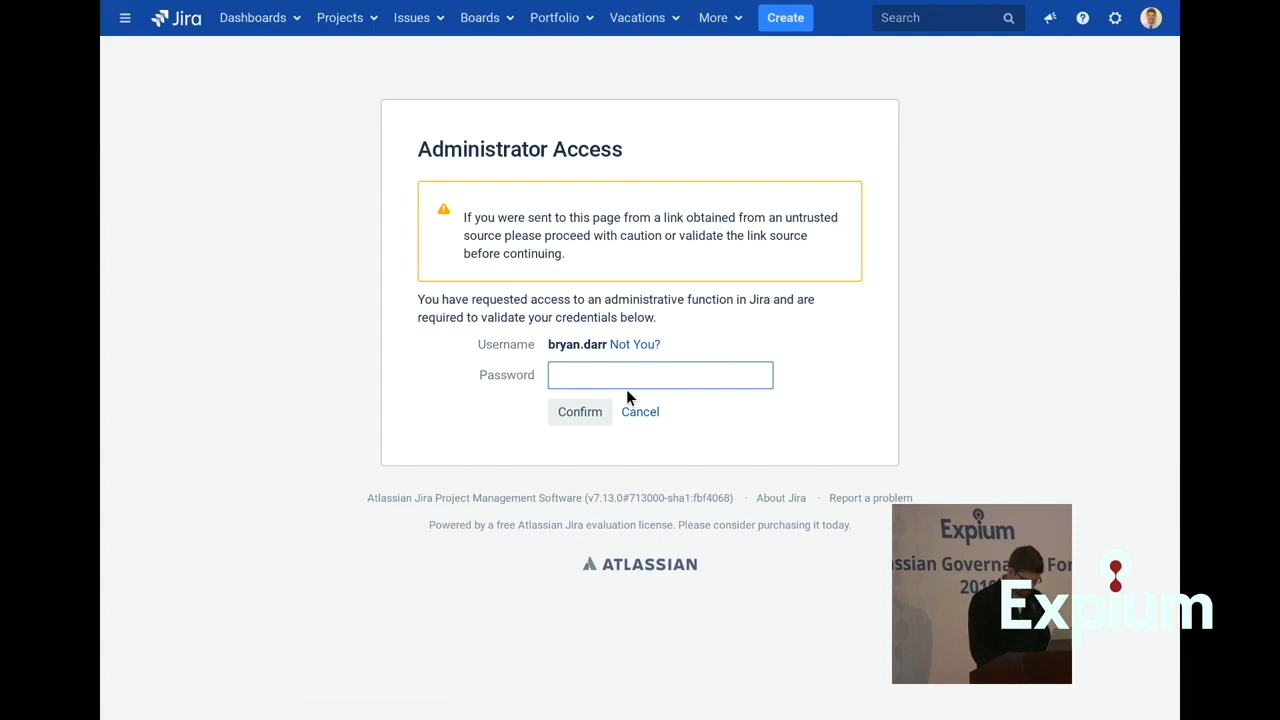 Jira Dashboards Projects Issues Boards Portfolio Vacations More Create Search
Administrator Access
If you were sent to this page from a link obtained from an untrusted
source please proceed with caution or validate the link source
before continuing.
You have requested access to an administrative function in Jira and are
required to validate your credentials below.
Username bryan.darr Not You?
Password
Confirm Cancel
Atlassian Jira Project Management Software (v7.13.0#713000-sha1:fbf4068) · About Jira · Report a problem
Powered by a free Atlassian Jira evaluation license. Please consider purchasing it today.
ATLASSIAN
Expium
ssian Governa For
201
Expium